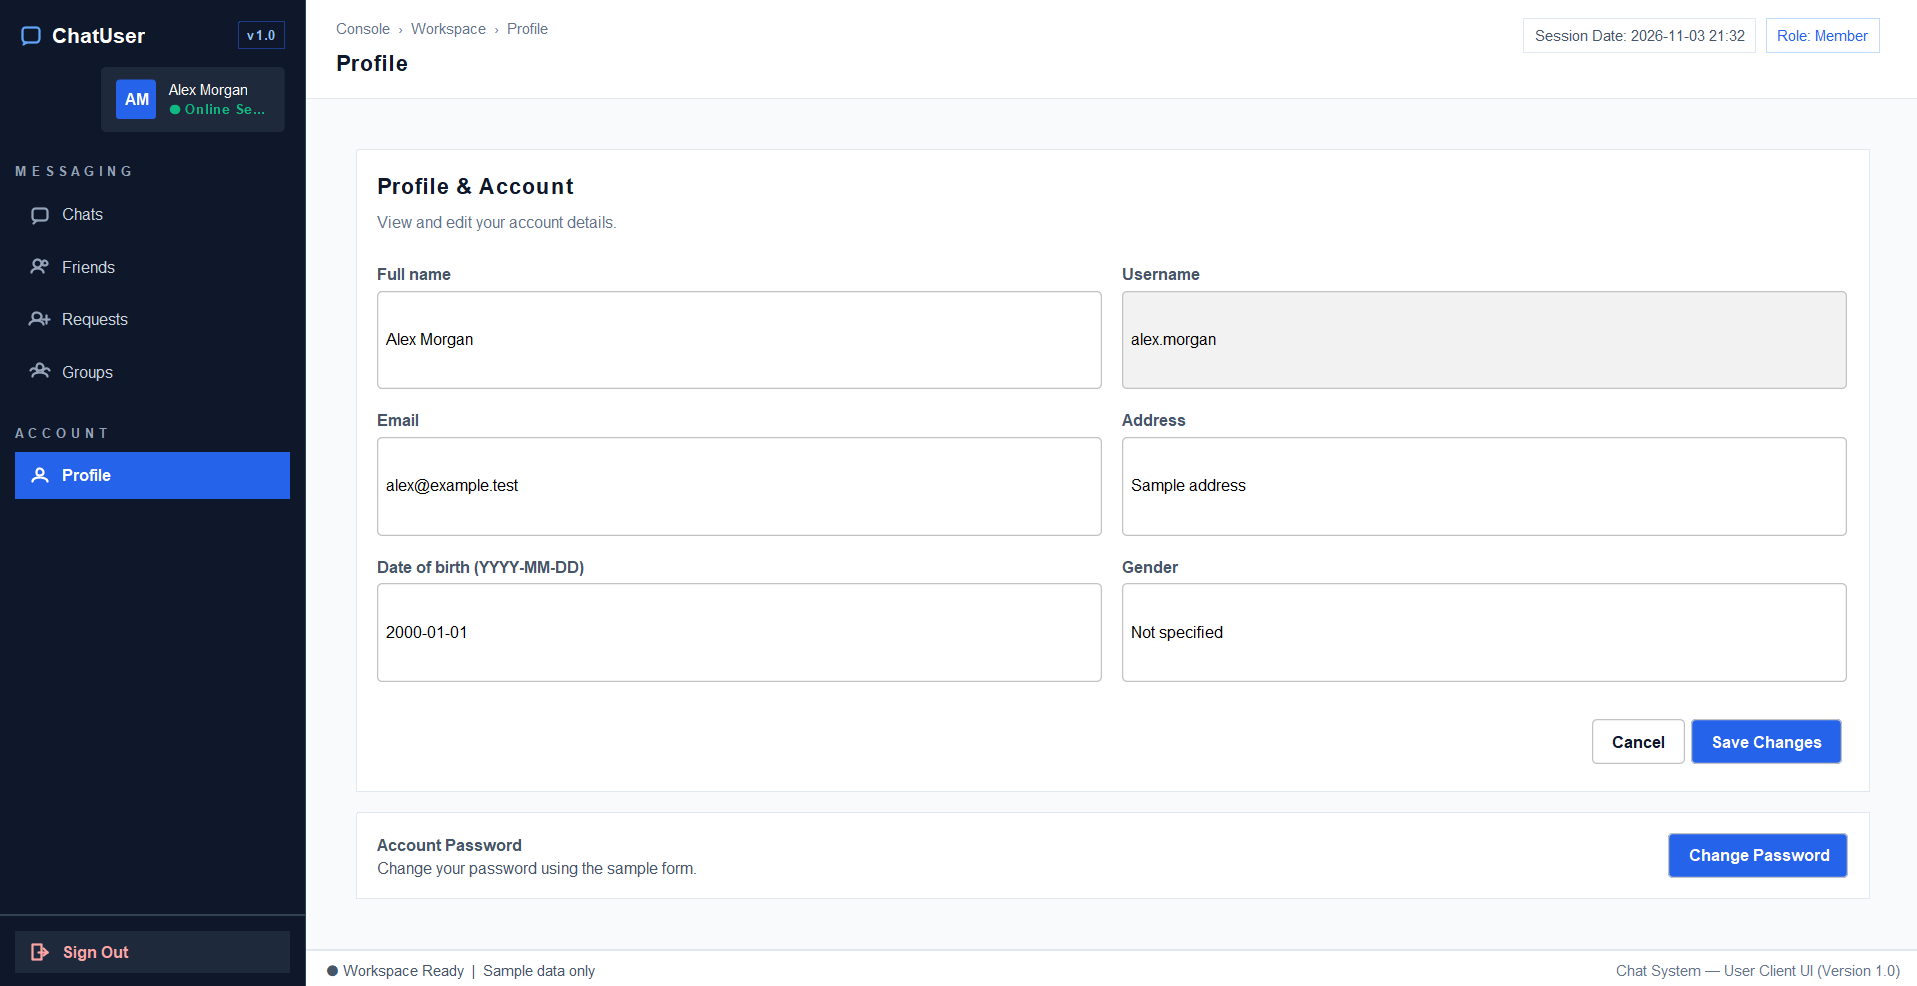 ChatUser
v1.0
AM
Alex Morgan
Online Se...
MESSAGING
Chats
Friends
Requests
Groups
ACCOUNT
Profile
Sign Out
Console › Workspace › Profile
Profile
Session Date: 2026-11-03 21:32
Role: Member
Profile & Account
View and edit your account details.
Full name
Alex Morgan
Username
alex.morgan
Email
alex@example.test
Address
Sample address
Date of birth (YYYY-MM-DD)
2000-01-01
Gender
Not specified
Cancel
Save Changes
Account Password
Change your password using the sample form.
Change Password
Workspace Ready | Sample data only
Chat System — User Client UI (Version 1.0)